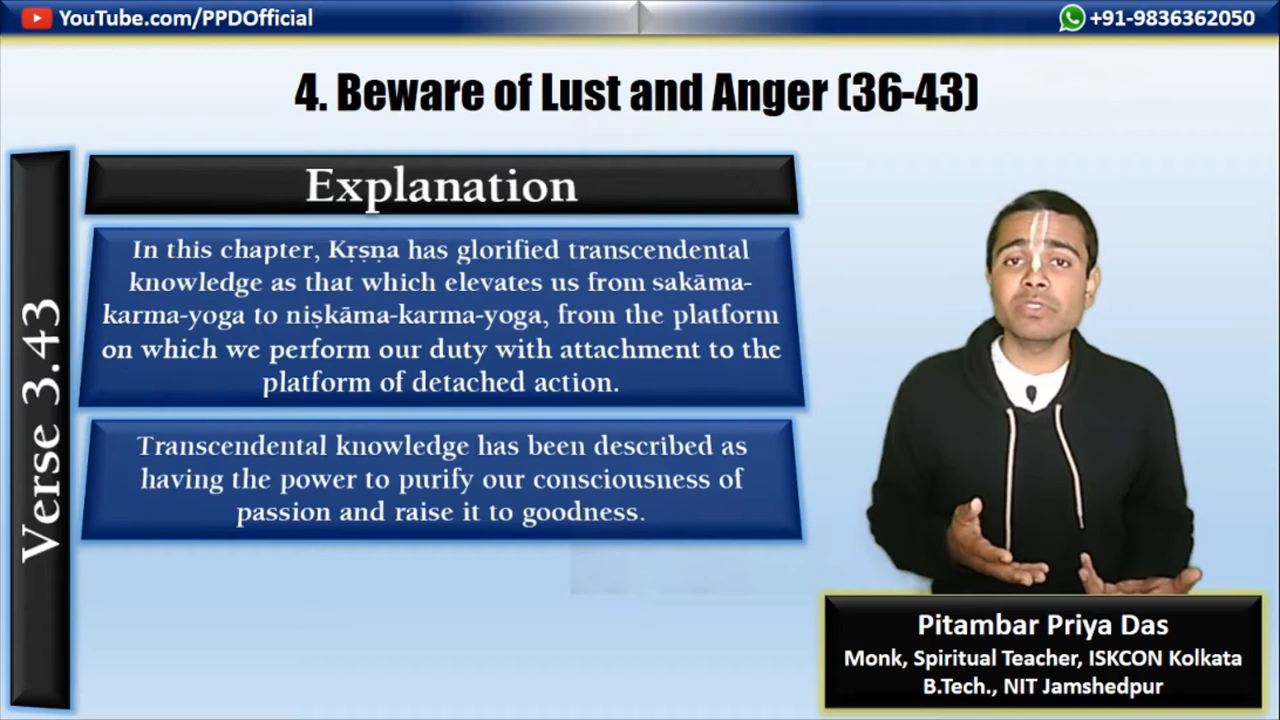 YouTube.com/PPDOfficial
+91-9836362050
4. Beware of Lust and Anger (36-43)
Verse 3.43
Explanation
In this chapter, Kṛṣṇa has glorified transcendental
knowledge as that which elevates us from sakāma-
karma-yoga to niṣkāma-karma-yoga, from the platform
on which we perform our duty with attachment to the
platform of detached action.
Transcendental knowledge has been described as
having the power to purify our consciousness of
passion and raise it to goodness.
Pitambar Priya Das
Monk, Spiritual Teacher, ISKCON Kolkata
B.Tech., NIT Jamshedpur